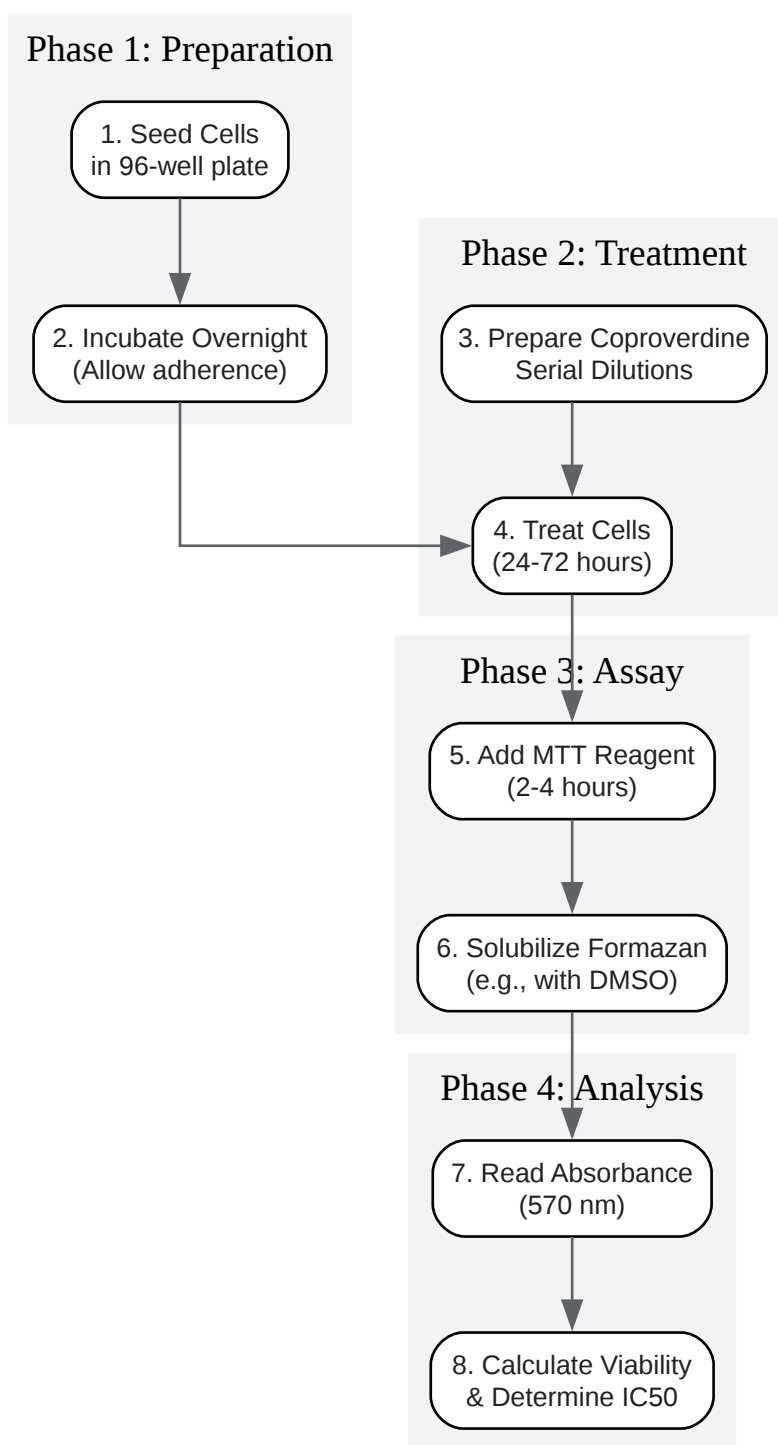 Phase 1: Preparation
1. Seed Cells
in 96-well plate
2. Incubate Overnight
(Allow adherence)
Phase 2: Treatment
3. Prepare Coproverdine
Serial Dilutions
4. Treat Cells
(24-72 hours)
Phase 3: Assay
5. Add MTT Reagent
(2-4 hours)
6. Solubilize Formazan
(e.g., with DMSO)
Phase 4: Analysis
7. Read Absorbance
(570 nm)
8. Calculate Viability
& Determine IC50